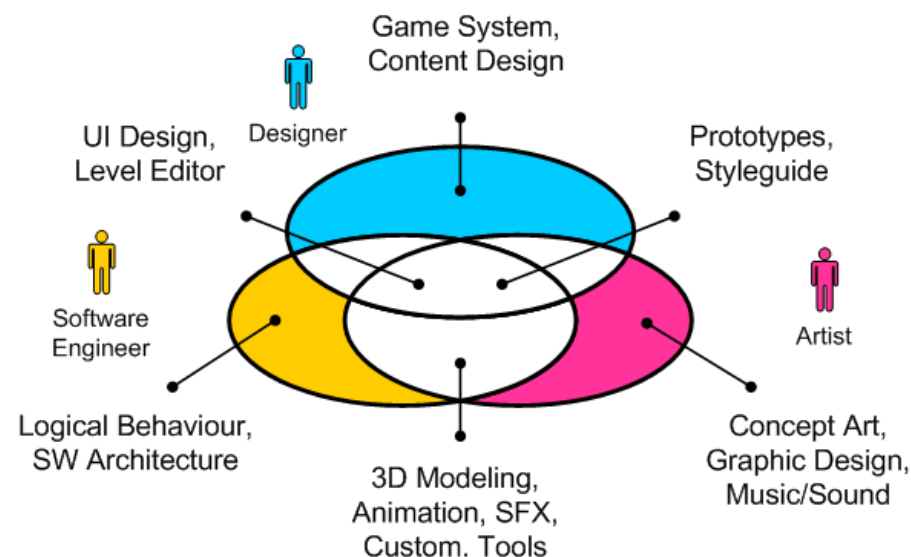 Game System,
Content Design
Designer
UI Design,
Level Editor
Prototypes,
Styleguide
Software
Engineer
Artist
Logical Behaviour,
SW Architecture
3D Modeling,
Animation, SFX,
Custom. Tools
Concept Art,
Graphic Design,
Music/Sound